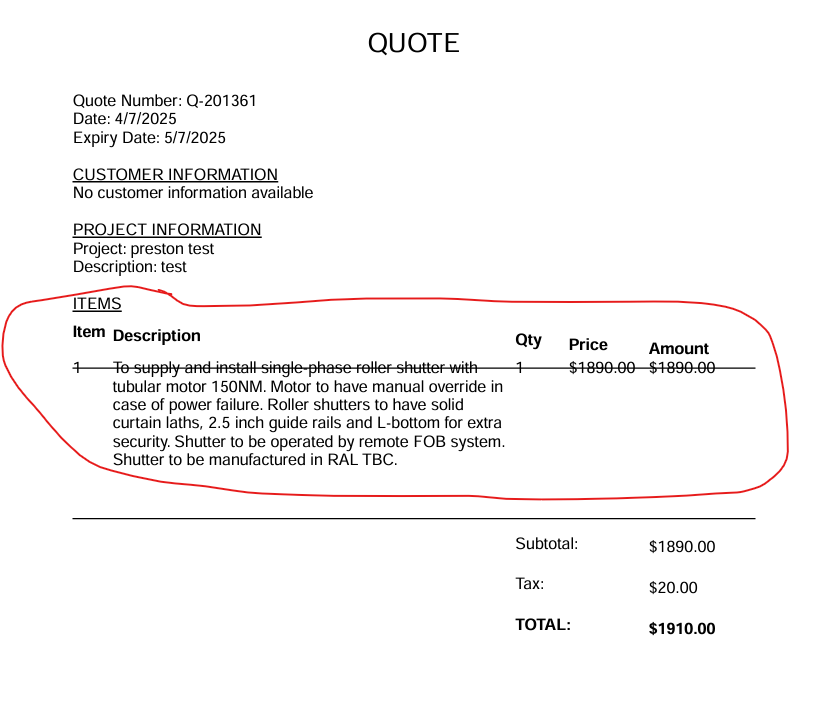 QUOTE
Quote Number: Q-201361
Date: 4/7/2025
Expiry Date: 5/7/2025
CUSTOMER INFORMATION
No customer information available
PROJECT INFORMATION
Project: preston test
Description: test
ITEMS
Item Description Qty Price Amount
1 To supply and install single-phase roller shutter with 1 $1890.00 $1890.00
tubular motor 150NM. Motor to have manual override in
case of power failure. Roller shutters to have solid
curtain laths, 2.5 inch guide rails and L-bottom for extra
security. Shutter to be operated by remote FOB system.
Shutter to be manufactured in RAL TBC.
Subtotal: $1890.00
Tax: $20.00
TOTAL: $1910.00